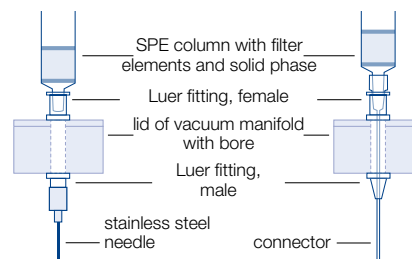 SPE column with filter
elements and solid phase
Luer fitting, female
lid of vacuum manifold
with bore
Luer fitting,
male
stainless steel
needle
connector